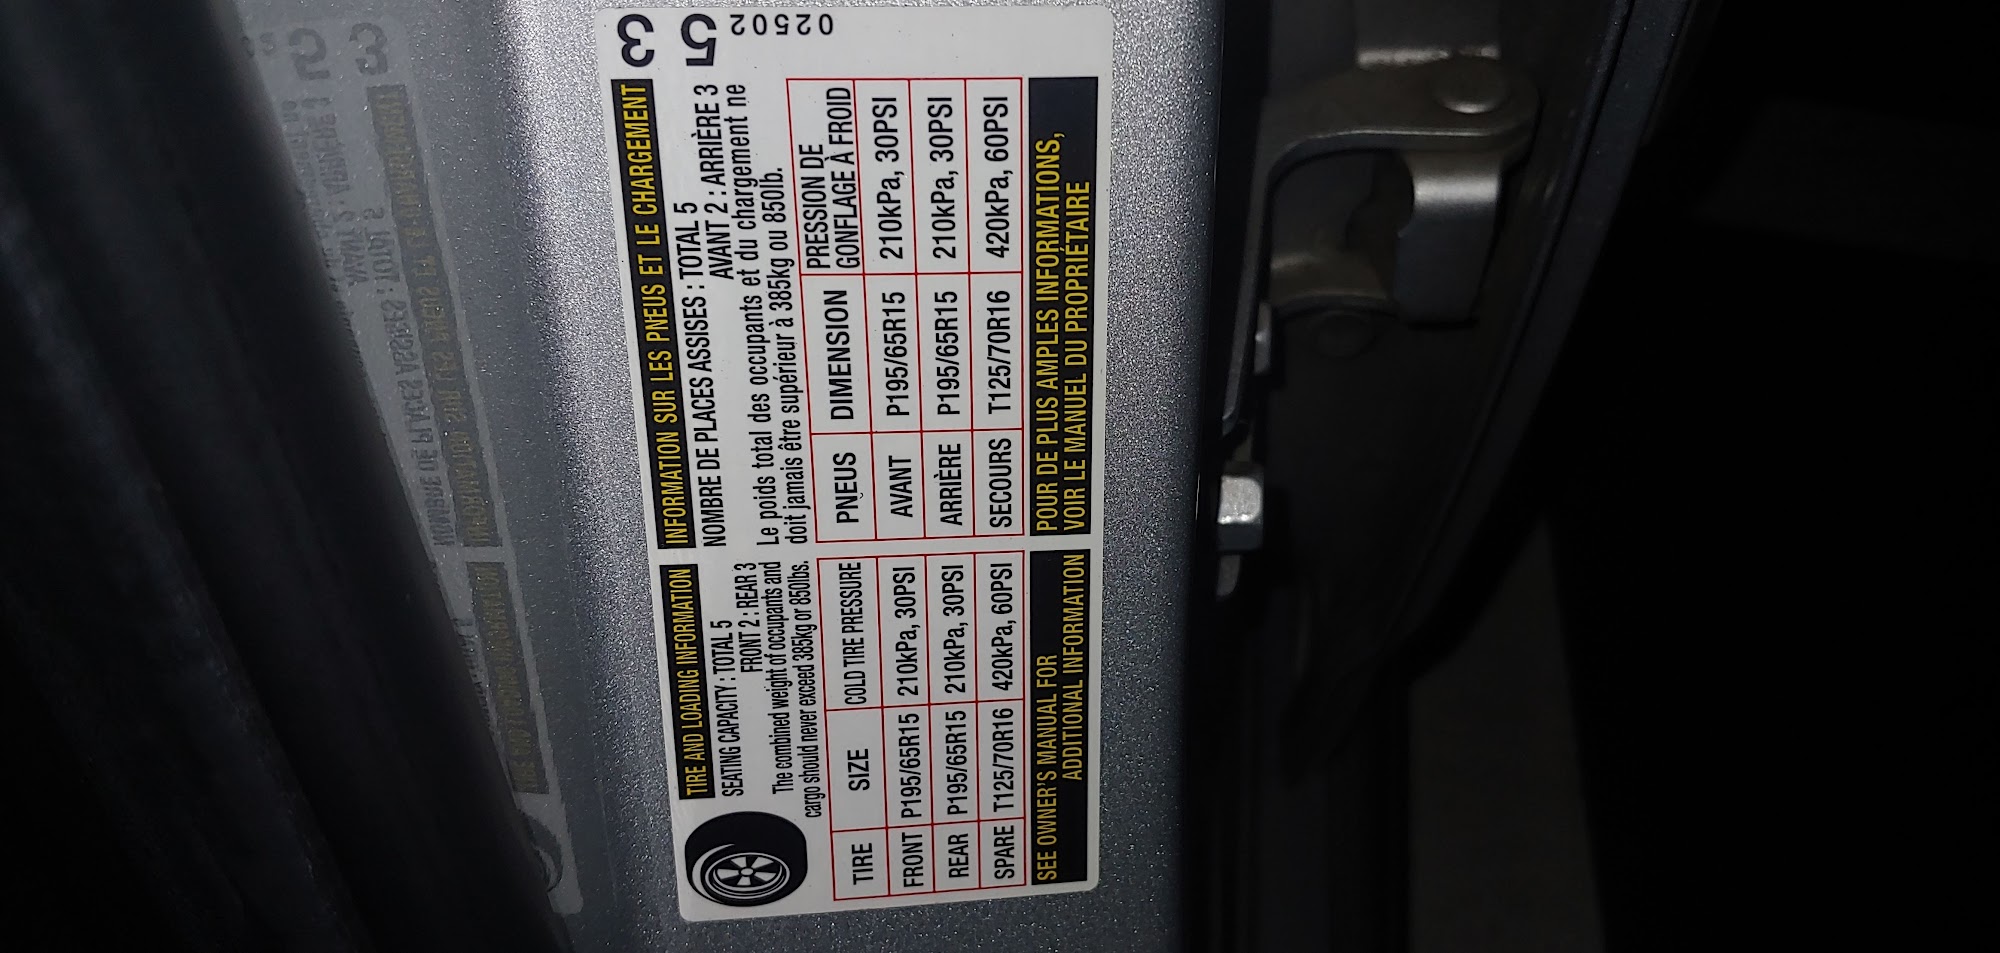 TIRE AND LOADING INFORMATION
SEATING CAPACITY : TOTAL 5
FRONT 2 : REAR 3
The combined weight of occupants and
cargo should never exceed 385kg or 850lbs.
TIRE SIZE COLD TIRE PRESSURE
FRONT P195/65R15 210kPa, 30PSI
REAR P195/65R15 210kPa, 30PSI
SPARE T125/70R16 420kPa, 60PSI
SEE OWNER'S MANUAL FOR
ADDITIONAL INFORMATION
INFORMATION SUR LES PNEUS ET LE CHARGEMENT
NOMBRE DE PLACES ASSISES : TOTAL 5
AVANT 2 : ARRIÈRE 3
Le poids total des occupants et du chargement ne
doit jamais être supérieur à 385kg ou 850lb.
PNEUS DIMENSION PRESSION DE
GONFLAGE À FROID
AVANT P195/65R15 210kPa, 30PSI
ARRIÈRE P195/65R15 210kPa, 30PSI
SECOURS T125/70R16 420kPa, 60PSI
POUR DE PLUS AMPLES INFORMATIONS,
VOIR LE MANUEL DU PROPRIÉTAIRE
3
5
02502